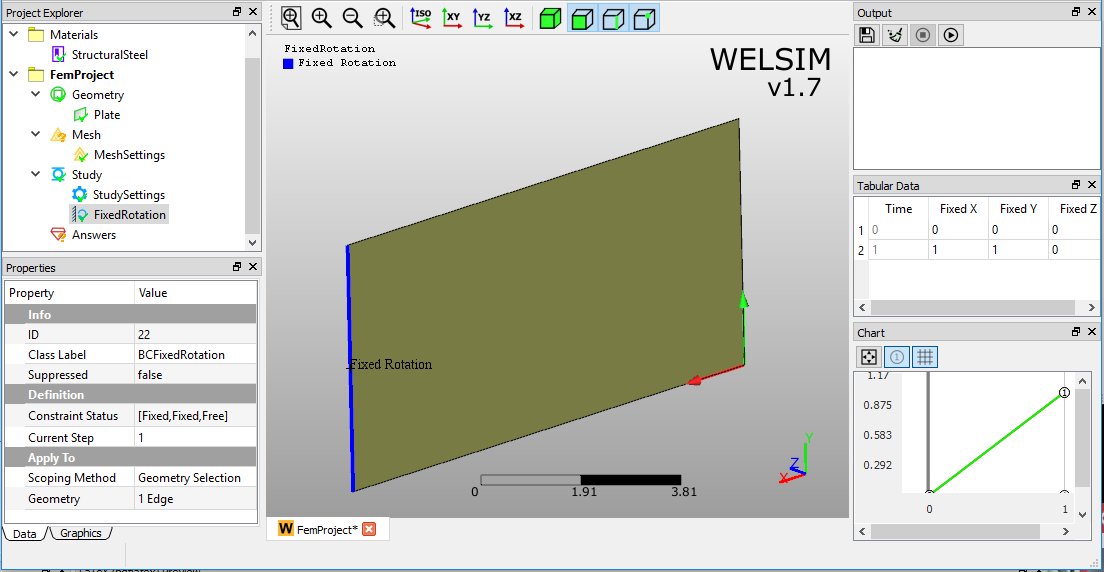 Project Explorer
Materials
StructuralSteel
FemProject
Geometry
Plate
Mesh
MeshSettings
Study
StudySettings
FixedRotation
Answers
Properties
Property Value
Info
ID 22
Class Label BCFixedRotation
Suppressed false
Definition
Constraint Status [Fixed,Fixed,Free]
Current Step 1
Apply To
Scoping Method Geometry Selection
Geometry 1 Edge
Data Graphics
ISO XY YZ XZ
FixedRotation
Fixed Rotation
WELSIM
v1.7
Fixed Rotation
Y
Z
X
0 1.91 3.81
W FemProject*
Output
Tabular Data
Time Fixed X Fixed Y Fixed Z
1 0 0 0 0
2 1 1 1 0
Chart
1
1.17
1
0.875
0.583
0.292
0 1